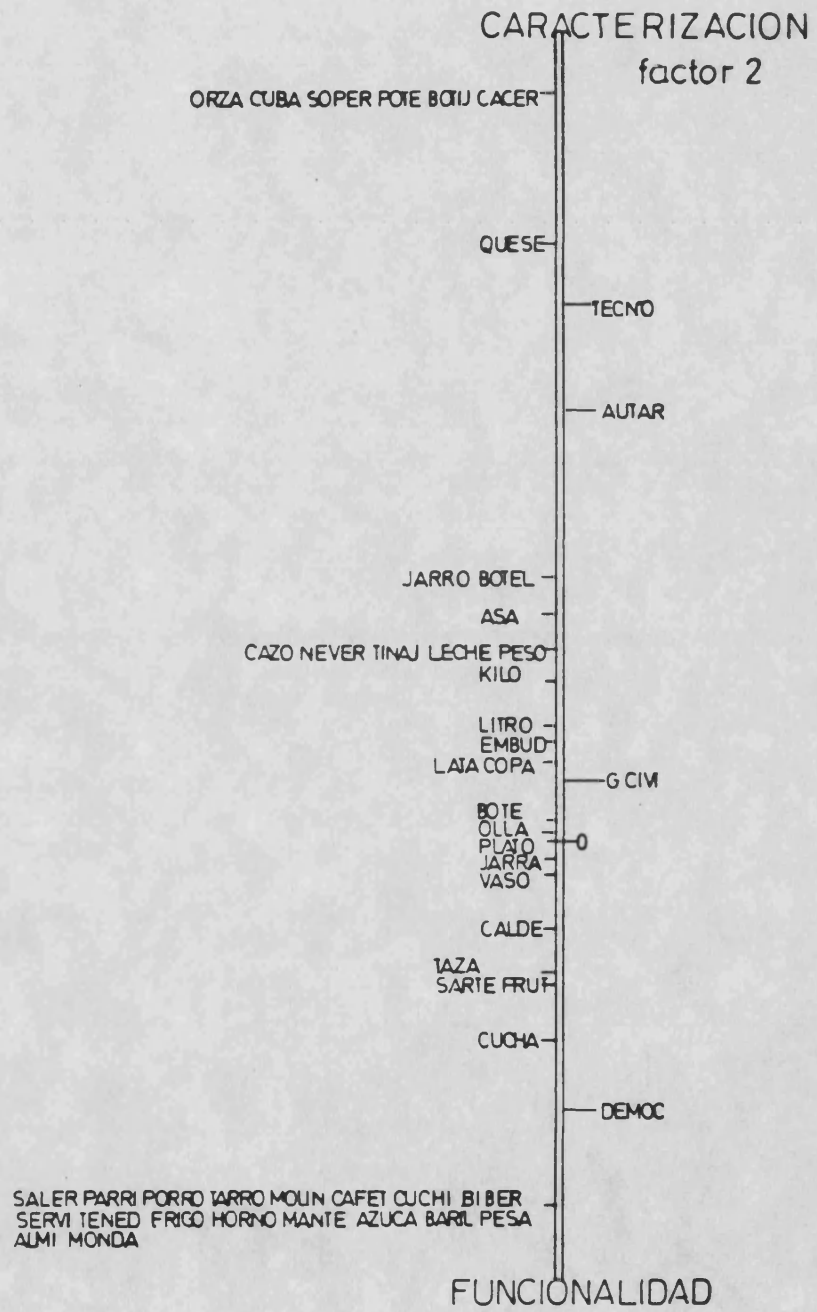 CARACTERIZACION
factor 2
ORZA CUBA SOPER POTE BOTIJ CACER
QUESE
TECNO
AUTAR
JARRO BOTEL
ASA
CAZO NEVER TINAJ LECHE PESO
KILO
LITRO
EMBUD
LATA COPA
G CIVI
BOTE
OLLA
PLATO
0
JARRA
VASO
CALDE
TAZA
SARTE FRUT
CUCHA
DEMOC
SALER PARRI PORRO TARRO MOLIN CAFET CUCHI BIBER
SERVI TENED FRIGO HORNO MANTE AZUCA BARIL PESA
ALMI MONDA
FUNCIONALIDAD